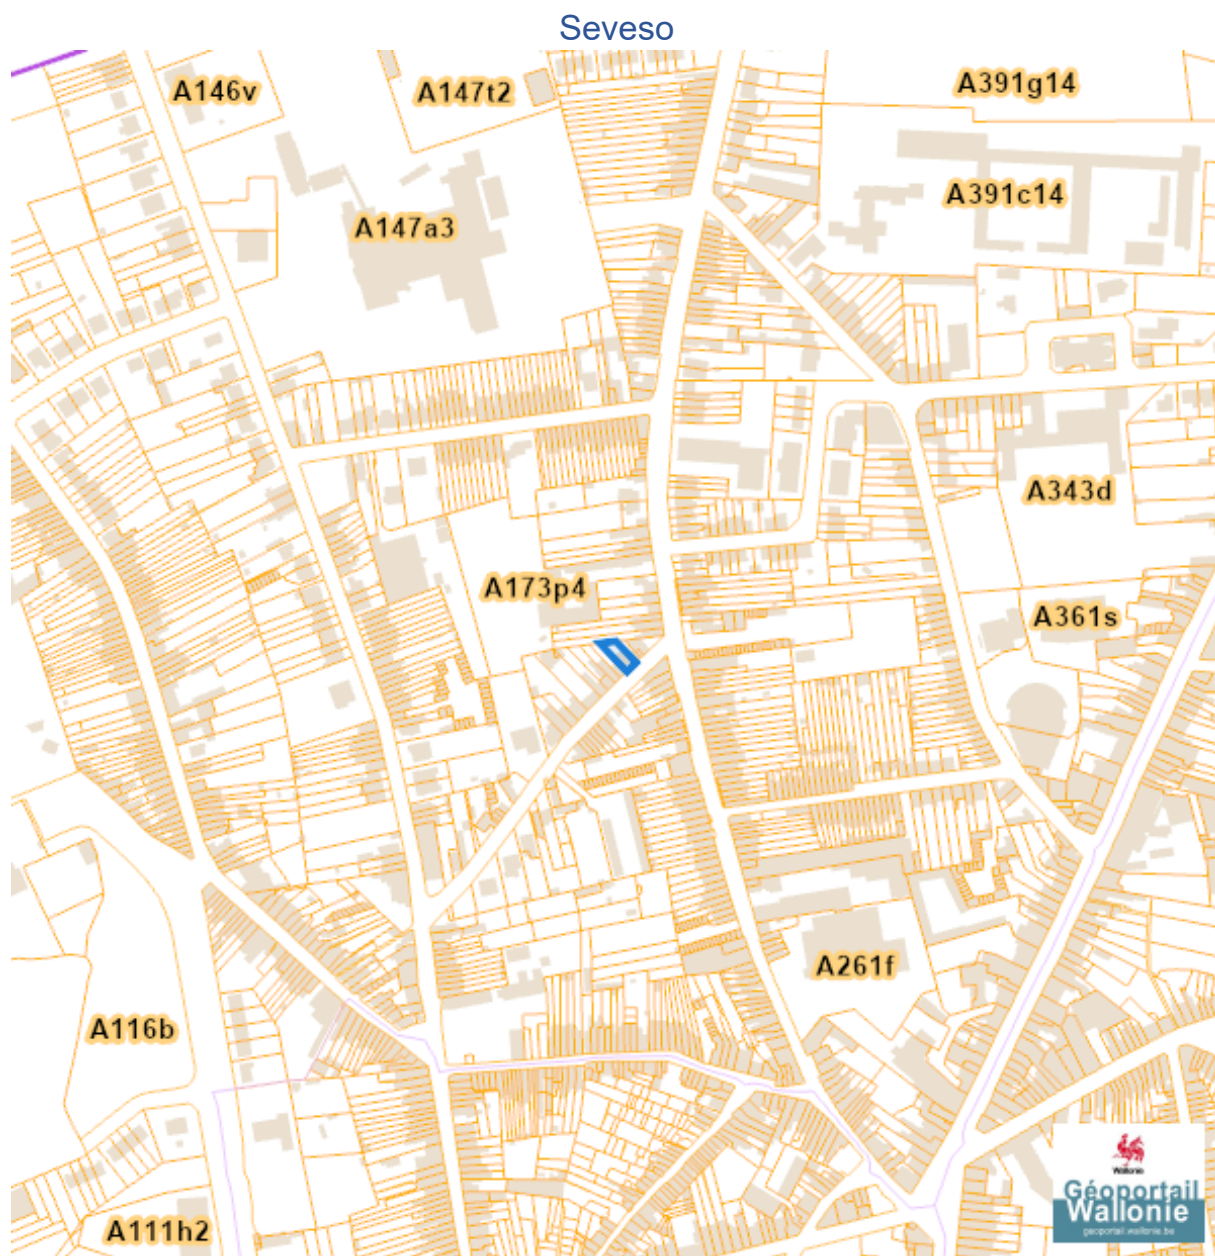 Seveso
A146v
A147t2
A391g14
A391c14
A147a3
A343d
A173p4
A361s
A261f
A116b
A111h2
Wallonie
Géoportail
Wallonie
geoportail.wallonie.be